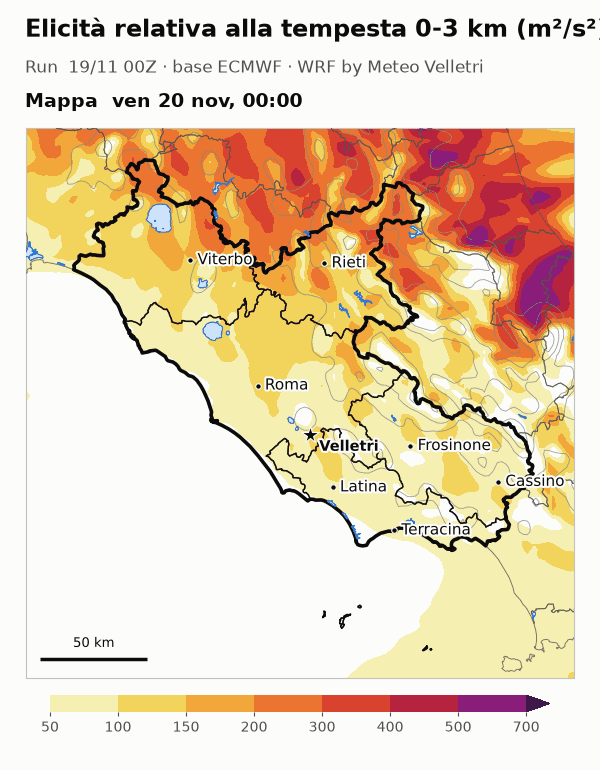 Elicità relativa alla tempesta 0-3 km (m²/s²)
Run  19/11 00Z · base ECMWF · WRF by Meteo Velletri
Mappa  ven 20 nov, 00:00
Viterbo
Rieti
Roma
Velletri
Frosinone
Cassino
Latina
Terracina
50 km
50 100 150 200 300 400 500 700